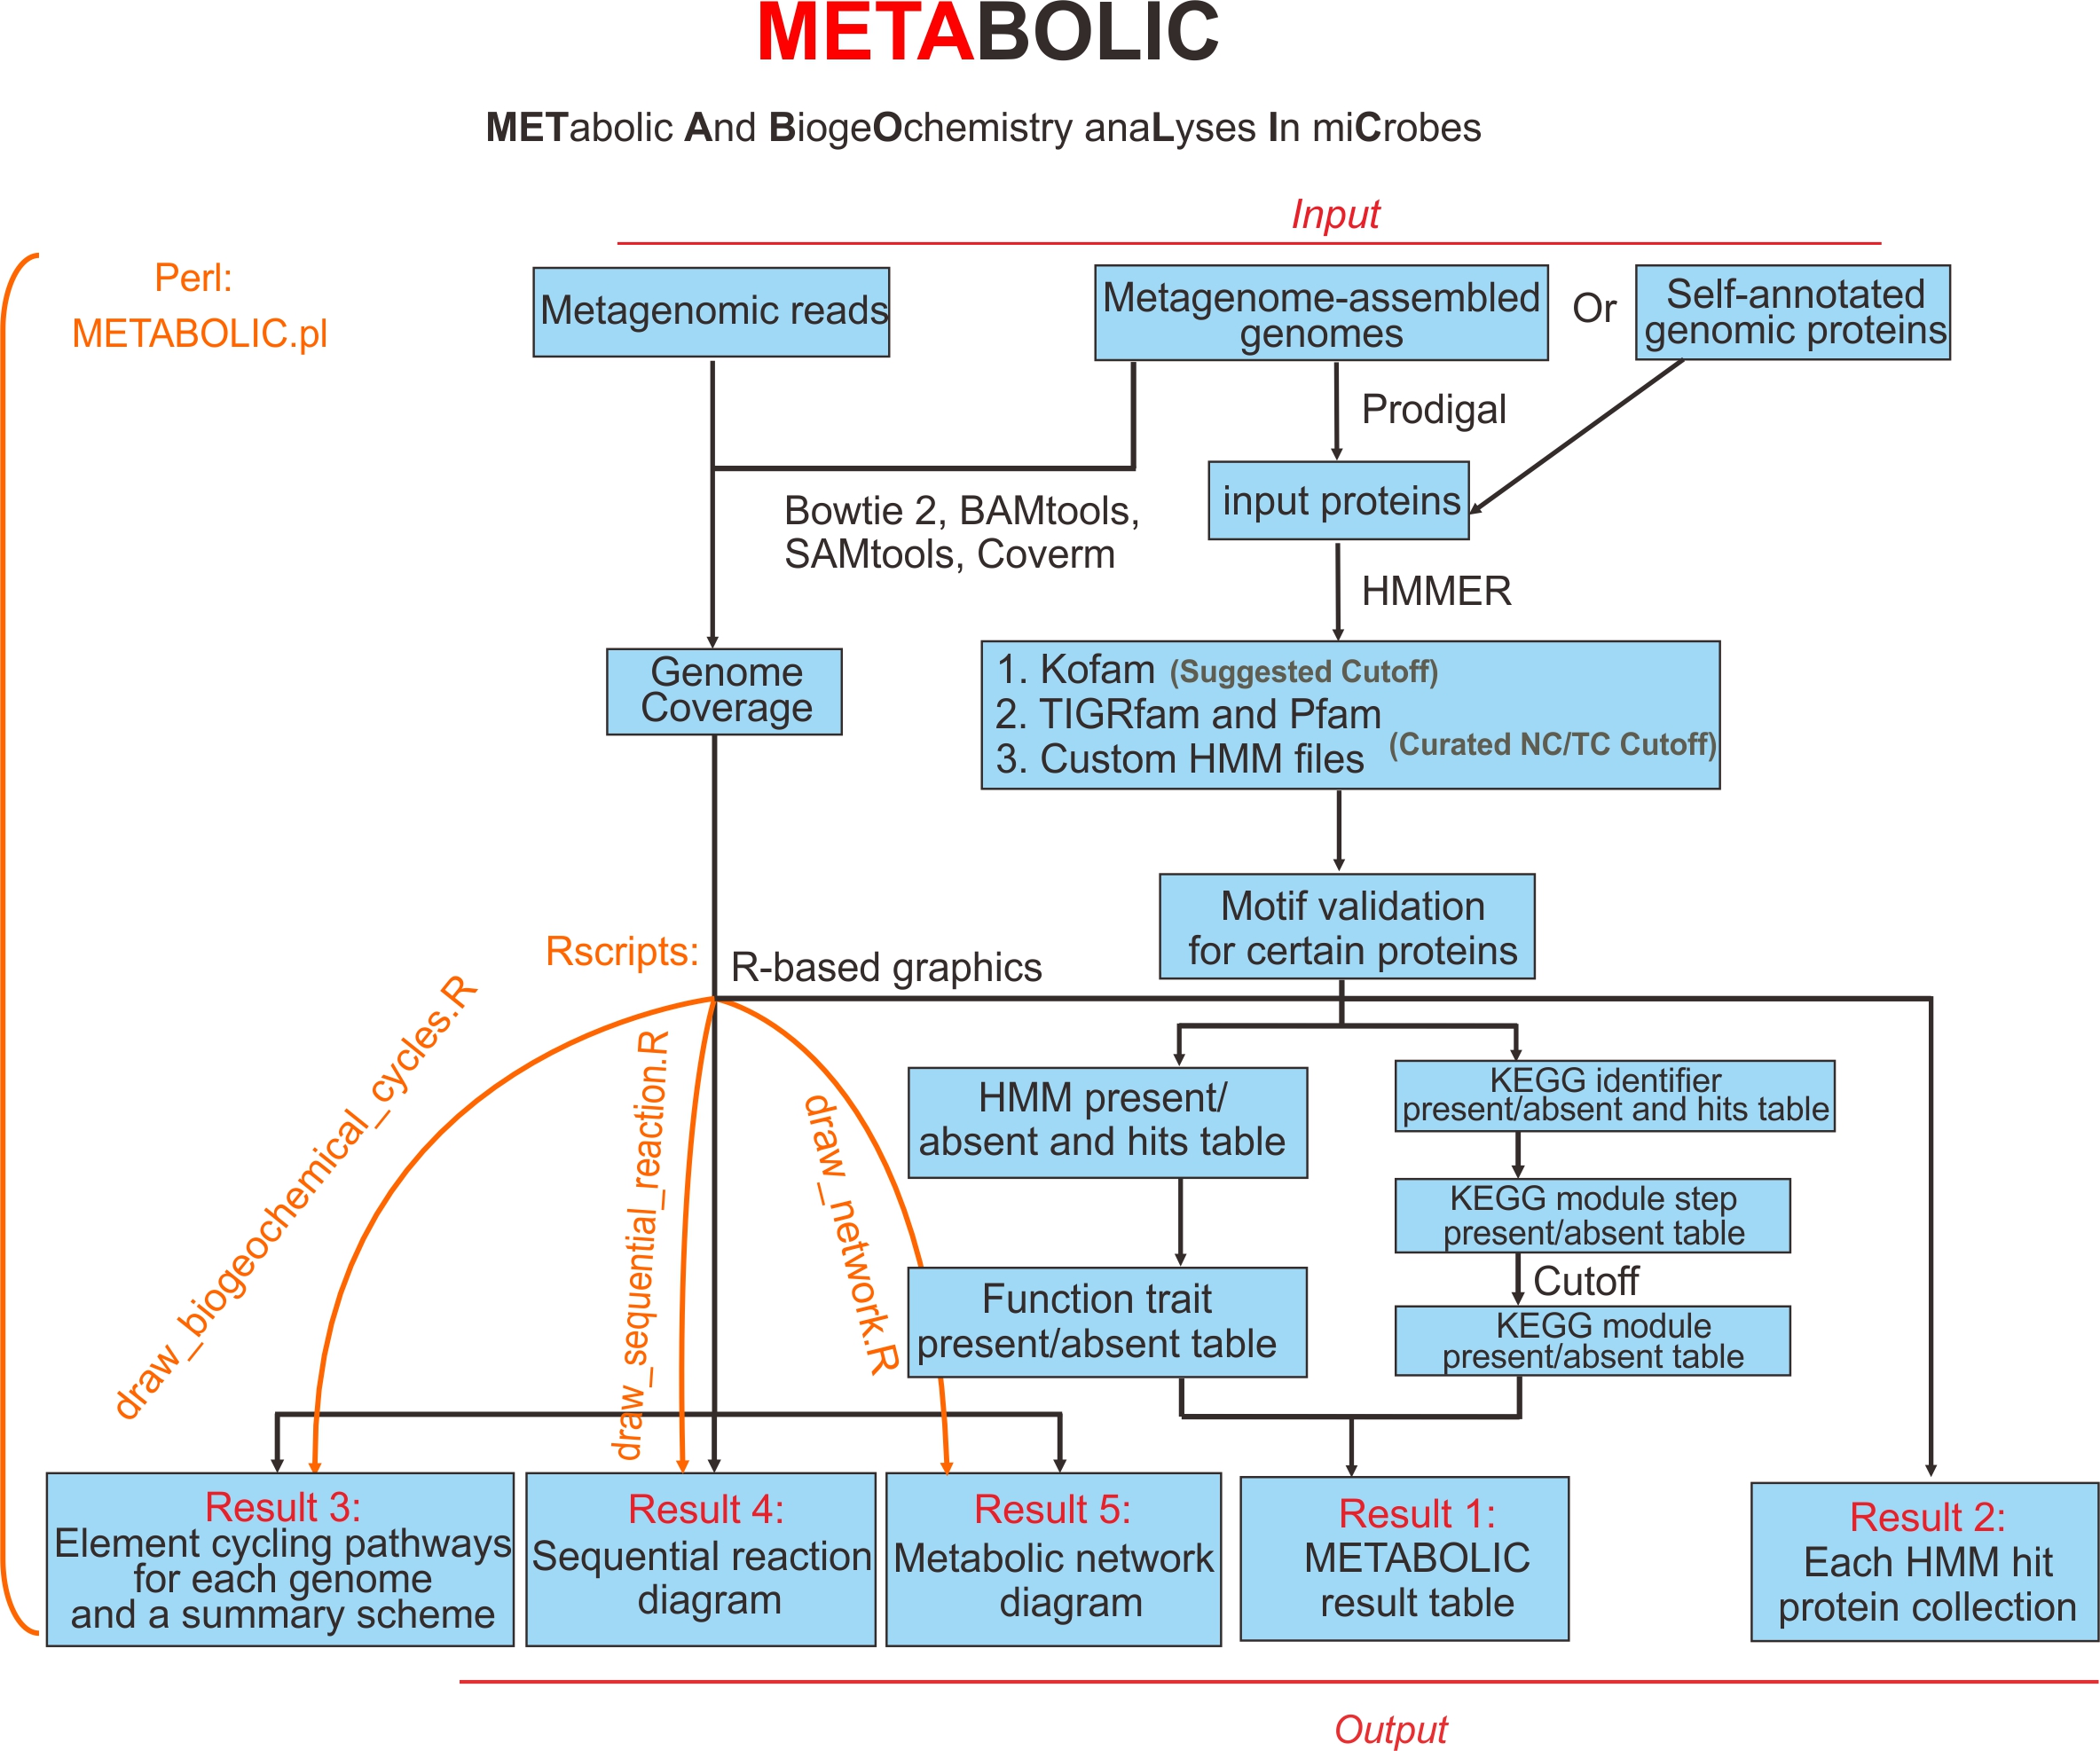 METABOLIC
METabolic And BiogeOchemistry anaLyses In miCrobes
Input
Perl:
METABOLIC.pl
Metagenomic reads
Metagenome-assembled
genomes
Or
Self-annotated
genomic proteins
Prodigal
input proteins
Bowtie 2, BAMtools,
SAMtools, Coverm
HMMER
Genome
Coverage
1. Kofam (Suggested Cutoff)
2. TIGRfam and Pfam
3. Custom HMM files
(Curated NC/TC Cutoff)
Motif validation
for certain proteins
Rscripts:
R-based graphics
draw_biogeochemical_cycles.R
draw_sequential_reaction.R
draw_network.R
HMM present/
absent and hits table
KEGG identifier
present/absent and hits table
KEGG module step
present/absent table
Cutoff
Function trait
present/absent table
KEGG module
present/absent table
Result 3:
Element cycling pathways
for each genome
and a summary scheme
Result 4:
Sequential reaction
diagram
Result 5:
Metabolic network
diagram
Result 1:
METABOLIC
result table
Result 2:
Each HMM hit
protein collection
Output